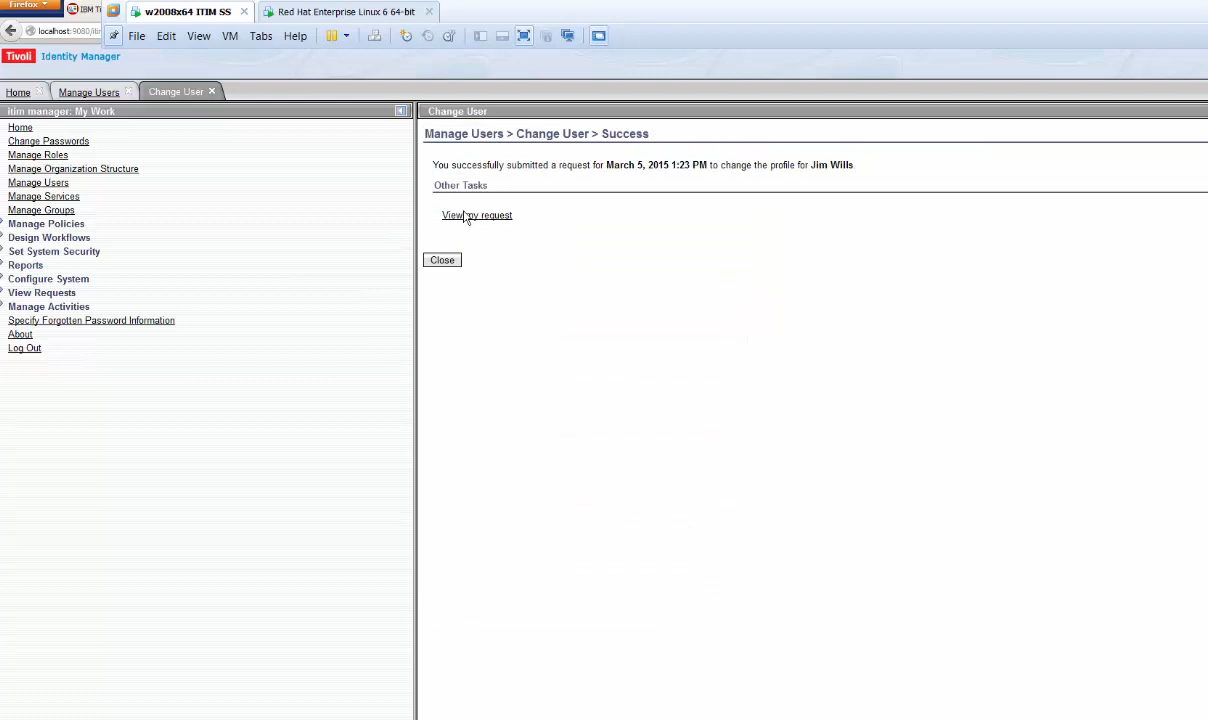 Firefox
IBM Ti
w2008x64 ITIM SS
Red Hat Enterprise Linux 6 64-bit
localhost:9080/itim
File Edit View VM Tabs Help
Tivoli Identity Manager
Home
Manage Users
Change User
itim manager: My Work
Home
Change Passwords
Manage Roles
Manage Organization Structure
Manage Users
Manage Services
Manage Groups
Manage Policies
Design Workflows
Set System Security
Reports
Configure System
View Requests
Manage Activities
Specify Forgotten Password Information
About
Log Out
Change User
Manage Users > Change User > Success
You successfully submitted a request for March 5, 2015 1:23 PM to change the profile for Jim Wills.
Other Tasks
View my request
Close